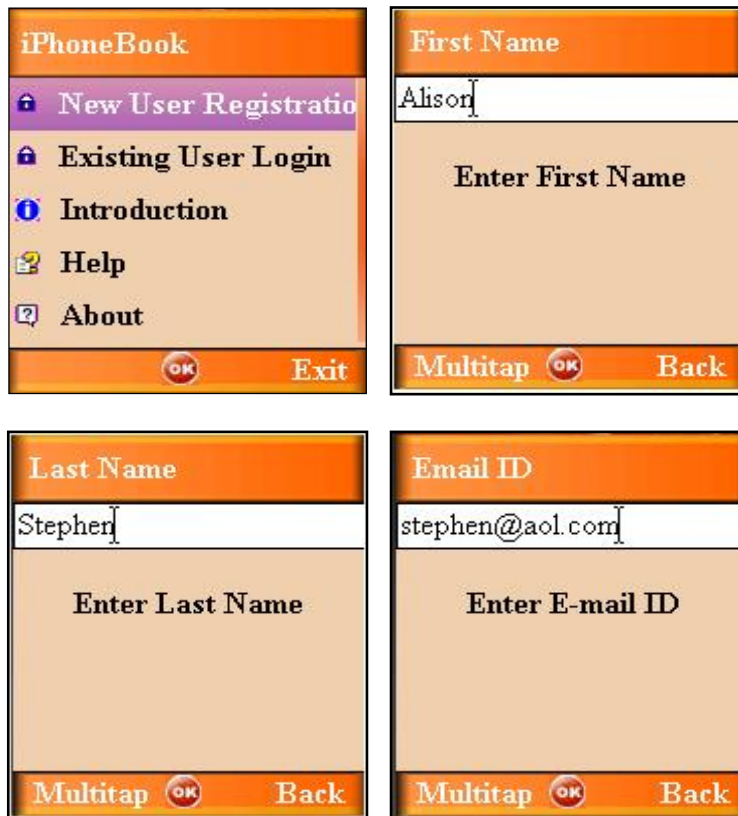 iPhoneBook
New User Registratio
Existing User Login
Introduction
Help
About
OK Exit
First Name
Alison
Enter First Name
Multitap OK Back
Last Name
Stephen
Enter Last Name
Multitap OK Back
Email ID
stephen@aol.com
Enter E-mail ID
Multitap OK Back